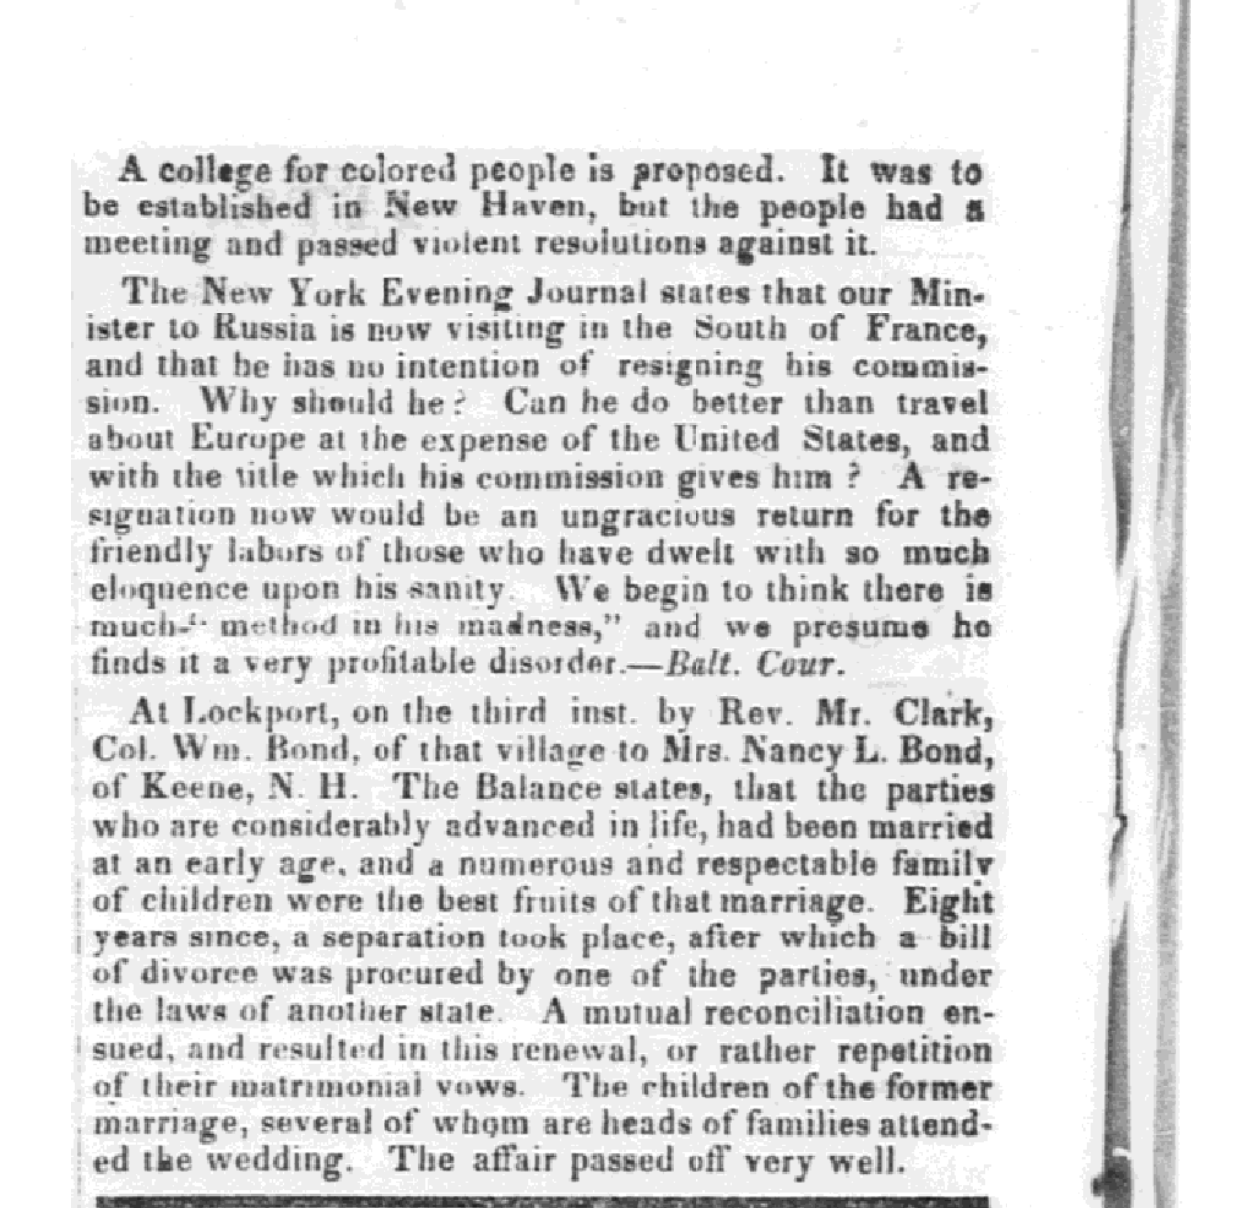 A college for colored people is proposed. It was to
be established in New Haven, but the people had a
meeting and passed violent resolutions against it.
The New York Evening Journal states that our Min-
ister to Russia is now visiting in the South of France,
and that he has no intention of resigning his commis-
sion. Why should he? Can he do better than travel
about Europe at the expense of the United States, and
with the title which his commission gives him? A re-
signation now would be an ungracious return for the
friendly labors of those who have dwelt with so much
eloquence upon his sanity. We begin to think there is
much “method in his madness,” and we presume he
finds it a very profitable disorder.—Balt. Cour.
At Lockport, on the third inst. by Rev. Mr. Clark,
Col. Wm. Bond, of that village to Mrs. Nancy L. Bond,
of Keene, N. H. The Balance states, that the parties
who are considerably advanced in life, had been married
at an early age, and a numerous and respectable family
of children were the best fruits of that marriage. Eight
years since, a separation took place, after which a bill
of divorce was procured by one of the parties, under
the laws of another state. A mutual reconciliation en-
sued, and resulted in this renewal, or rather repetition
of their matrimonial vows. The children of the former
marriage, several of whom are heads of families attend-
ed the wedding. The affair passed off very well.